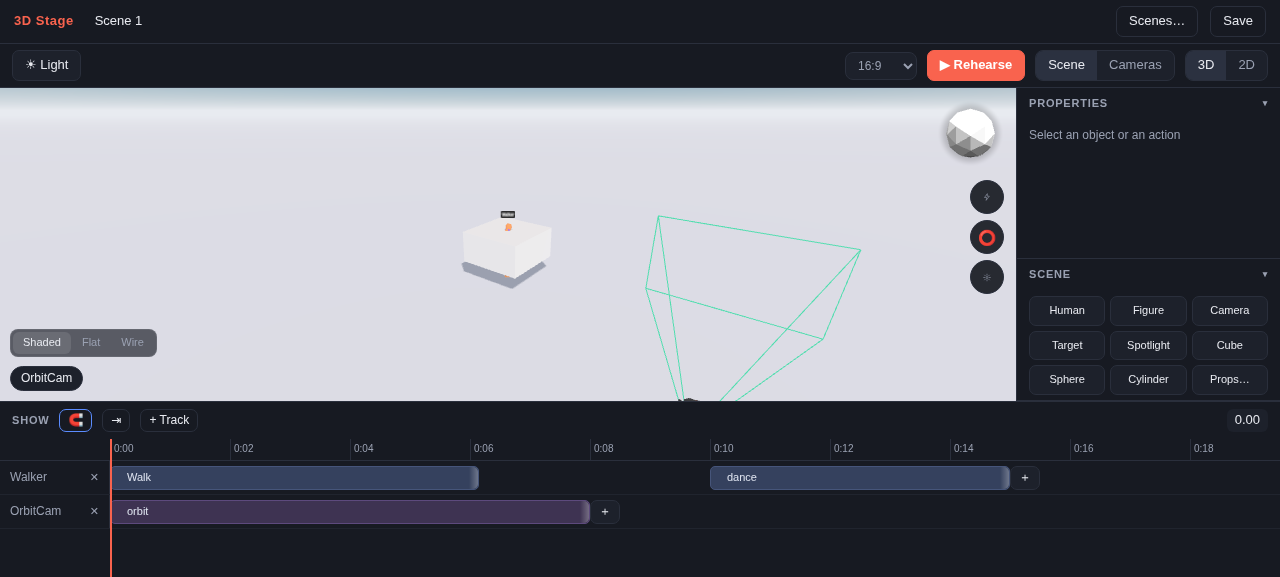 3D Stage Scene 1 Scenes… Save
☀ Light 16:9 ▶ Rehearse Scene Cameras 3D 2D
PROPERTIES ▾
Select an object or an action
SCENE ▾
Human Figure Camera
Target Spotlight Cube
Sphere Cylinder Props…
Shaded Flat Wire
OrbitCam
SHOW ⇥ + Track 0.00
0:00 0:02 0:04 0:06 0:08 0:10 0:12 0:14 0:16 0:18
Walker ✕ Walk dance +
OrbitCam ✕ orbit +